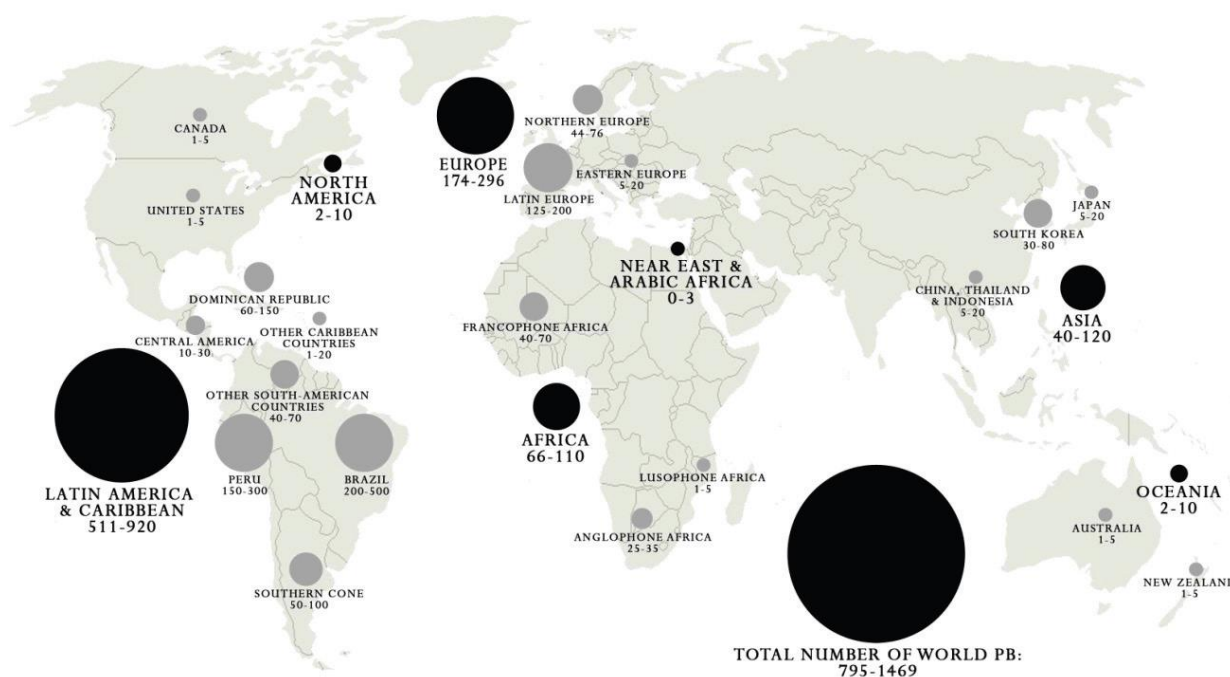 CANADA
1-5
NORTH
AMERICA
2-10
UNITED STATES
1-5
DOMINICAN REPUBLIC
60-150
CENTRAL AMERICA
10-30
OTHER CARIBBEAN
COUNTRIES
1-20
OTHER SOUTH-AMERICAN
COUNTRIES
40-70
LATIN AMERICA
& CARIBBEAN
511-920
PERU
150-300
BRAZIL
200-500
SOUTHERN CONE
50-100
EUROPE
174-296
NORTHERN EUROPE
44-76
EASTERN EUROPE
5-20
LATIN EUROPE
125-200
NEAR EAST &
ARABIC AFRICA
0-3
FRANCOPHONE AFRICA
40-70
AFRICA
66-110
LUSOPHONE AFRICA
1-5
ANGLOPHONE AFRICA
25-35
JAPAN
5-20
SOUTH KOREA
30-80
CHINA, THAILAND
& INDONESIA
5-20
ASIA
40-120
OCEANIA
2-10
AUSTRALIA
1-5
NEW ZEALAND
1-5
TOTAL NUMBER OF WORLD PB:
795-1469